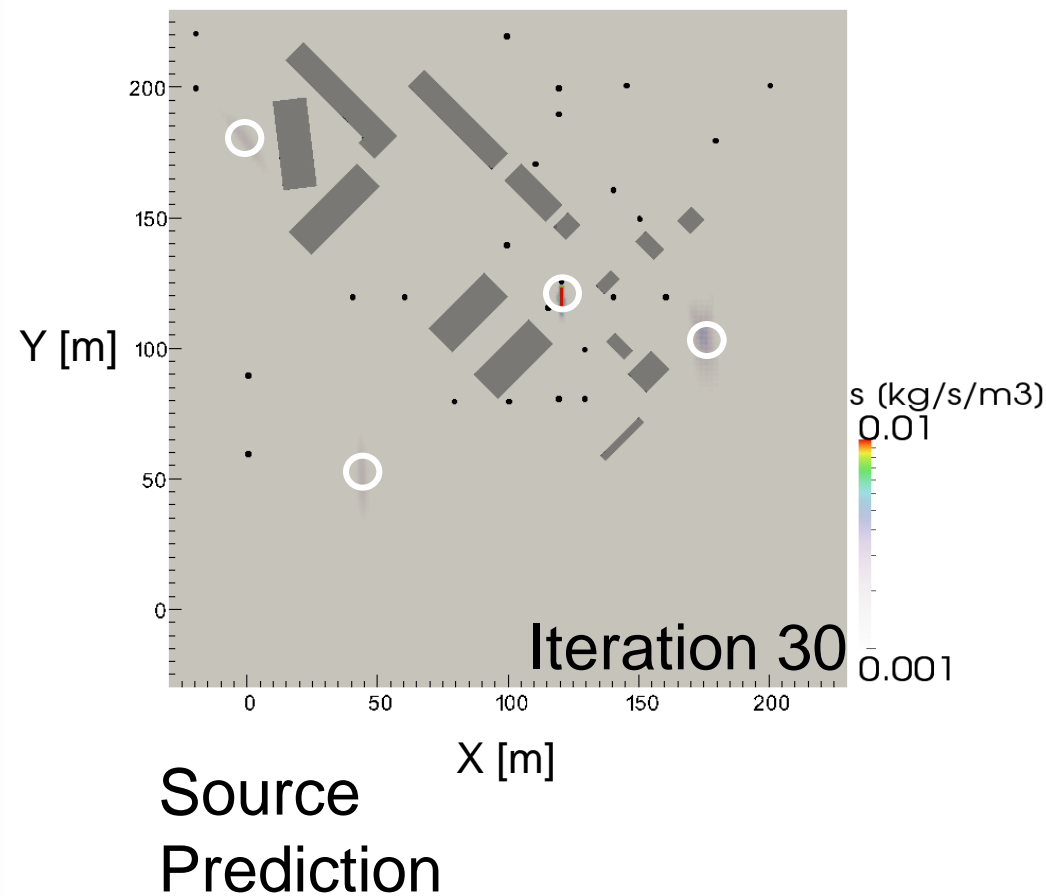 200
150
Y [m]
100
50
0
s (kg/s/m3)
0.01
0.001
Iteration 30
0 50 100 150 200
X [m]
Source
Prediction